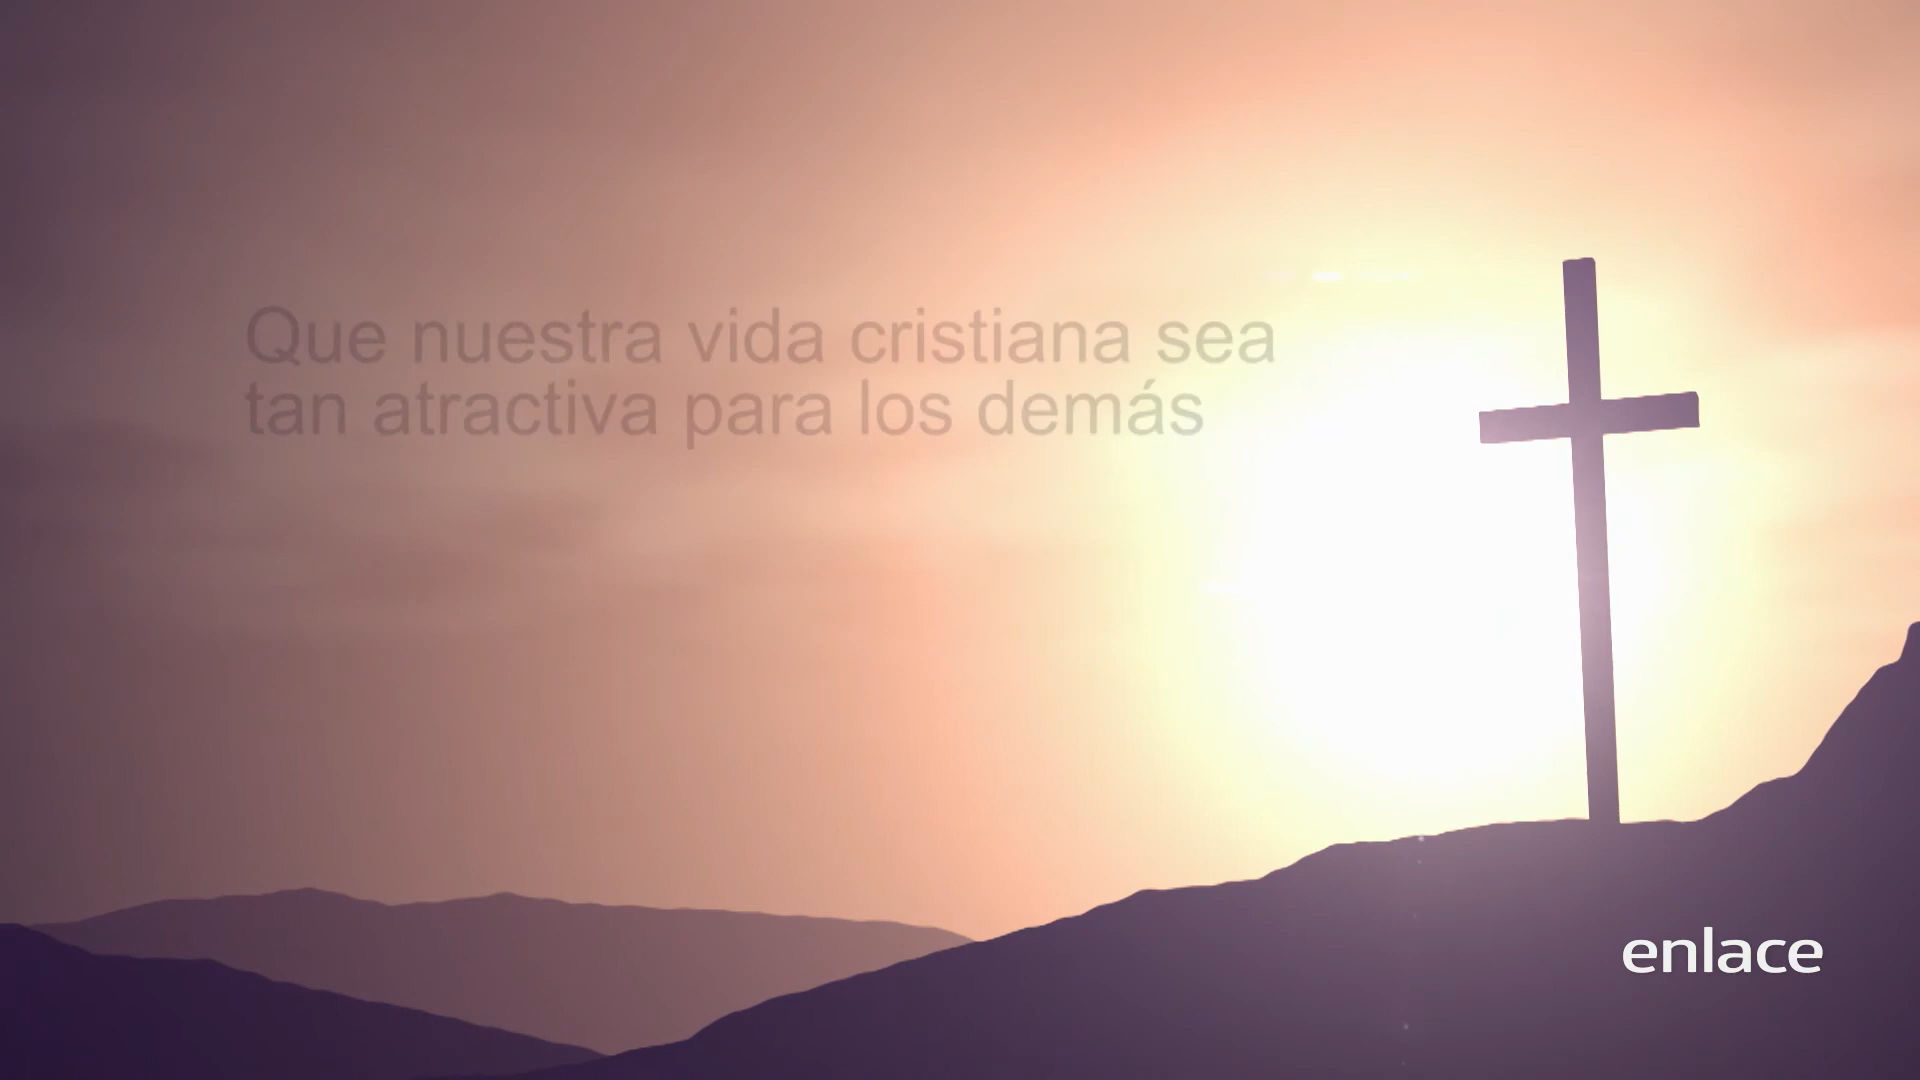 Que nuestra vida cristiana sea
tan atractiva para los demás
enlace